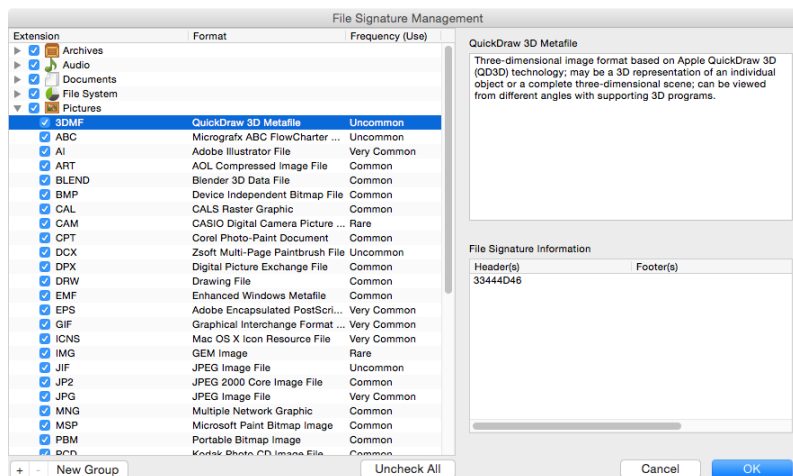 File Signature Management
Extension Format Frequency (Use)
Archives
Audio
Documents
File System
Pictures
3DMF QuickDraw 3D Metafile Uncommon
ABC Micrografx ABC FlowCharter ... Uncommon
AI Adobe Illustrator File Very Common
ART AOL Compressed Image File Common
BLEND Blender 3D Data File Common
BMP Device Independent Bitmap File Common
CAL CALS Raster Graphic Common
CAM CASIO Digital Camera Picture ... Rare
CPT Corel Photo-Paint Document Common
DCX Zsoft Multi-Page Paintbrush File Uncommon
DPX Digital Picture Exchange File Common
DRW Drawing File Common
EMF Enhanced Windows Metafile Common
EPS Adobe Encapsulated PostScri... Very Common
GIF Graphical Interchange Format ... Very Common
ICNS Mac OS X Icon Resource File Very Common
IMG GEM Image Rare
JIF JPEG Image File Uncommon
JP2 JPEG 2000 Core Image File Common
JPG JPEG Image File Very Common
MNG Multiple Network Graphic Common
MSP Microsoft Paint Bitmap Image Common
PBM Portable Bitmap Image Common
PCD Kodak Photo CD Image File Common
+ - New Group Uncheck All
QuickDraw 3D Metafile
Three-dimensional image format based on Apple QuickDraw 3D
(QD3D) technology; may be a 3D representation of an individual
object or a complete three-dimensional scene; can be viewed
from different angles with supporting 3D programs.
File Signature Information
Header(s) Footer(s)
33444D46
Cancel OK